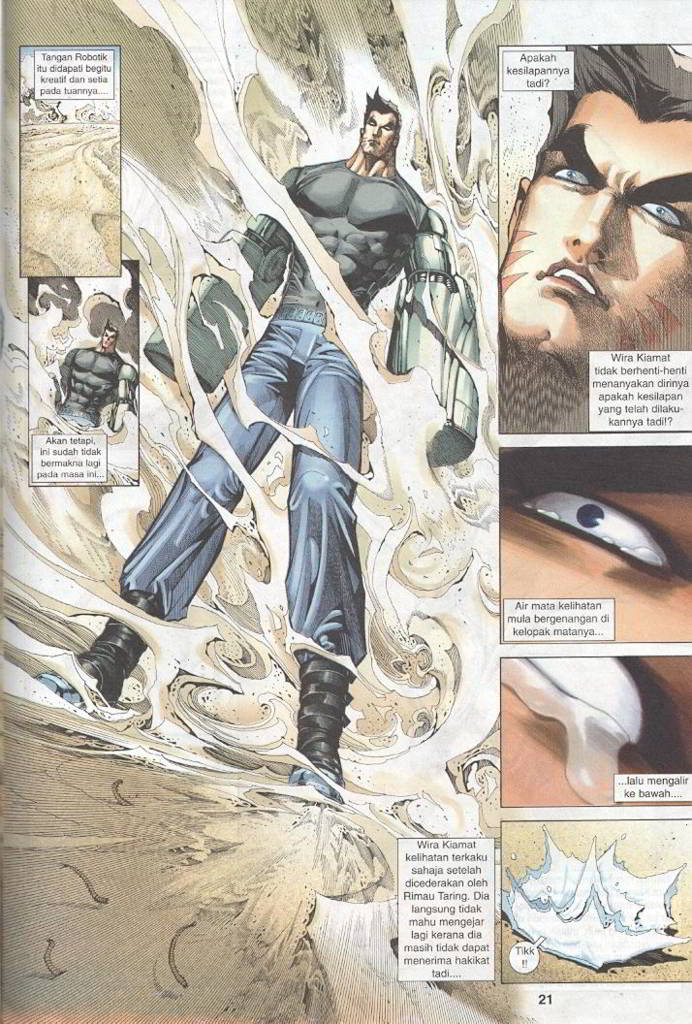 Tangan Robotik
itu didapati begitu
kreatif dan setia
pada tuannya....
Akan tetapi,
ini sudah tidak
bermakna lagi
pada masa ini...
Apakah
kesilapannya
tadi?
Wira Kiamat
tidak berhenti-henti
menanyakan dirinya
apakah kesilapan
yang telah dilaku-
kannya tadi!?
Air mata kelihatan
mula bergenangan di
kelopak matanya...
...lalu mengalir
ke bawah....
Wira Kiamat
kelihatan terkaku
sahaja setelah
dicederakan oleh
Rimau Taring. Dia
langsung tidak
mahu mengejar
lagi kerana dia
masih tidak dapat
menerima hakikat
tadi....
Tikk
!!
21